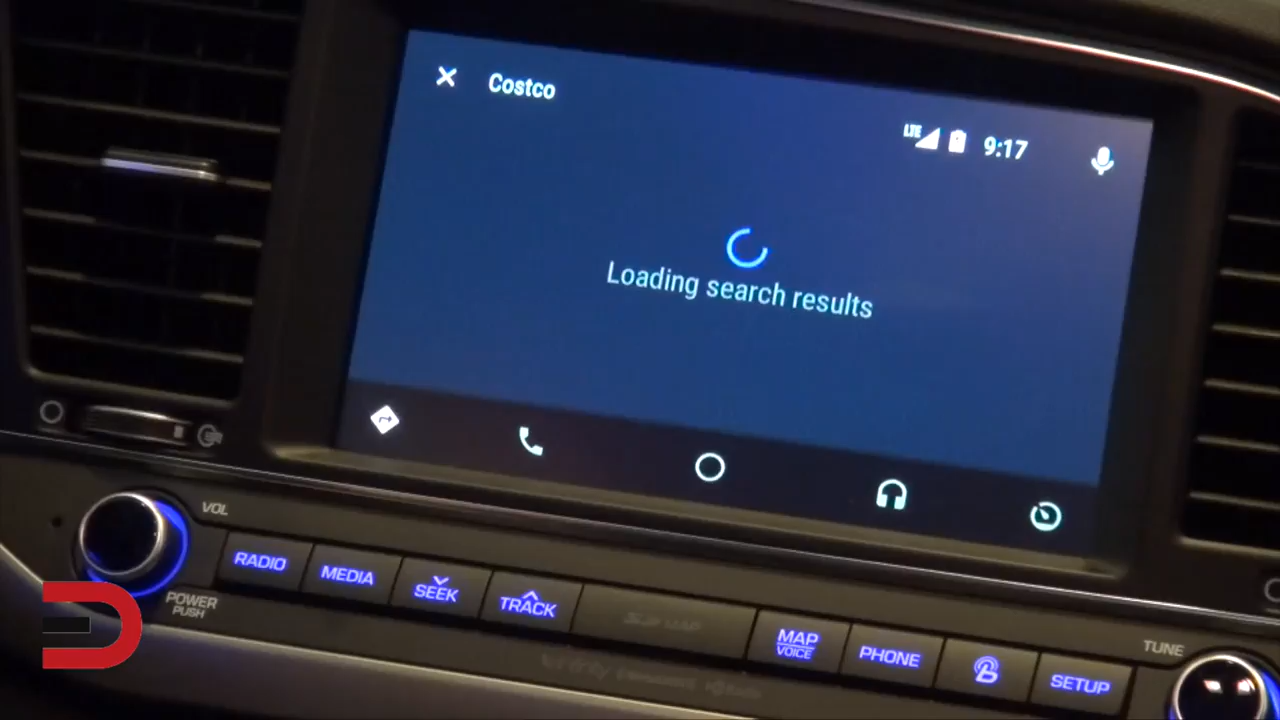 Costco
LTE 9:17
Loading search results
VOL
POWER
PUSH
RADIO
MEDIA
SEEK
TRACK
MAP
VOICE
PHONE
SETUP
TUNE